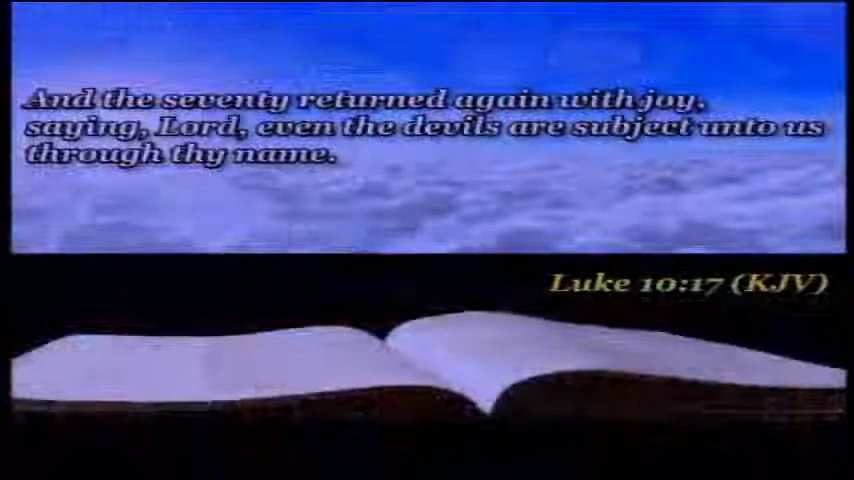 And the seventy returned again with joy,
saying, Lord, even the devils are subject unto us
through thy name.
Luke 10:17 (KJV)